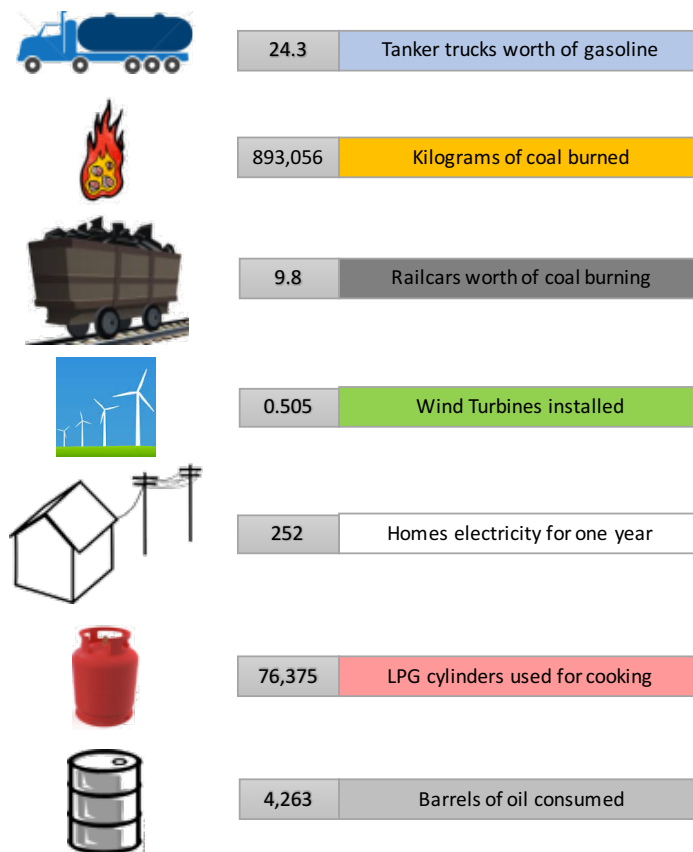 24.3 Tanker trucks worth of gasoline
893,056 Kilograms of coal burned
9.8 Railcars worth of coal burning
0.505 Wind Turbines installed
252 Homes electricity for one year
76,375 LPG cylinders used for cooking
4,263 Barrels of oil consumed